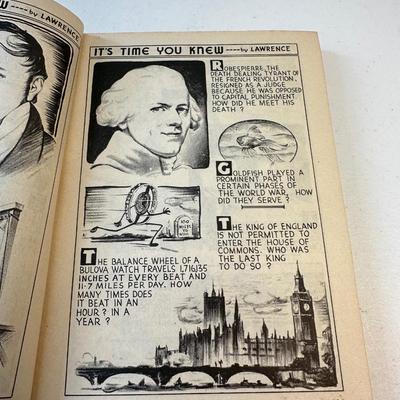 W ----by LAWRENCE
IT'S TIME YOU KNEW ----by LAWRENCE
ROBESPIERRE, THE
DEATH DEALING TYRANT OF
THE FRENCH REVOLUTION,
RESIGNED AS A JUDGE
BECAUSE HE WAS OPPOSED
TO CAPITAL PUNISHMENT.
HOW DID HE MEET HIS
DEATH?
GOLDFISH PLAYED A
PROMINENT PART IN
CERTAIN PHASES OF
THE WORLD WAR, HOW
DID THEY SERVE?
THE KING OF ENGLAND
IS NOT PERMITTED TO
ENTER THE HOUSE OF
COMMONS. WHO WAS
THE LAST KING
TO DO SO?
THE BALANCE WHEEL OF A
BULOVA WATCH TRAVELS 1.716/35
INCHES AT EVERY BEAT AND
11.7 MILES PER DAY. HOW
MANY TIMES DOES
IT BEAT IN AN
HOUR? IN A
YEAR?